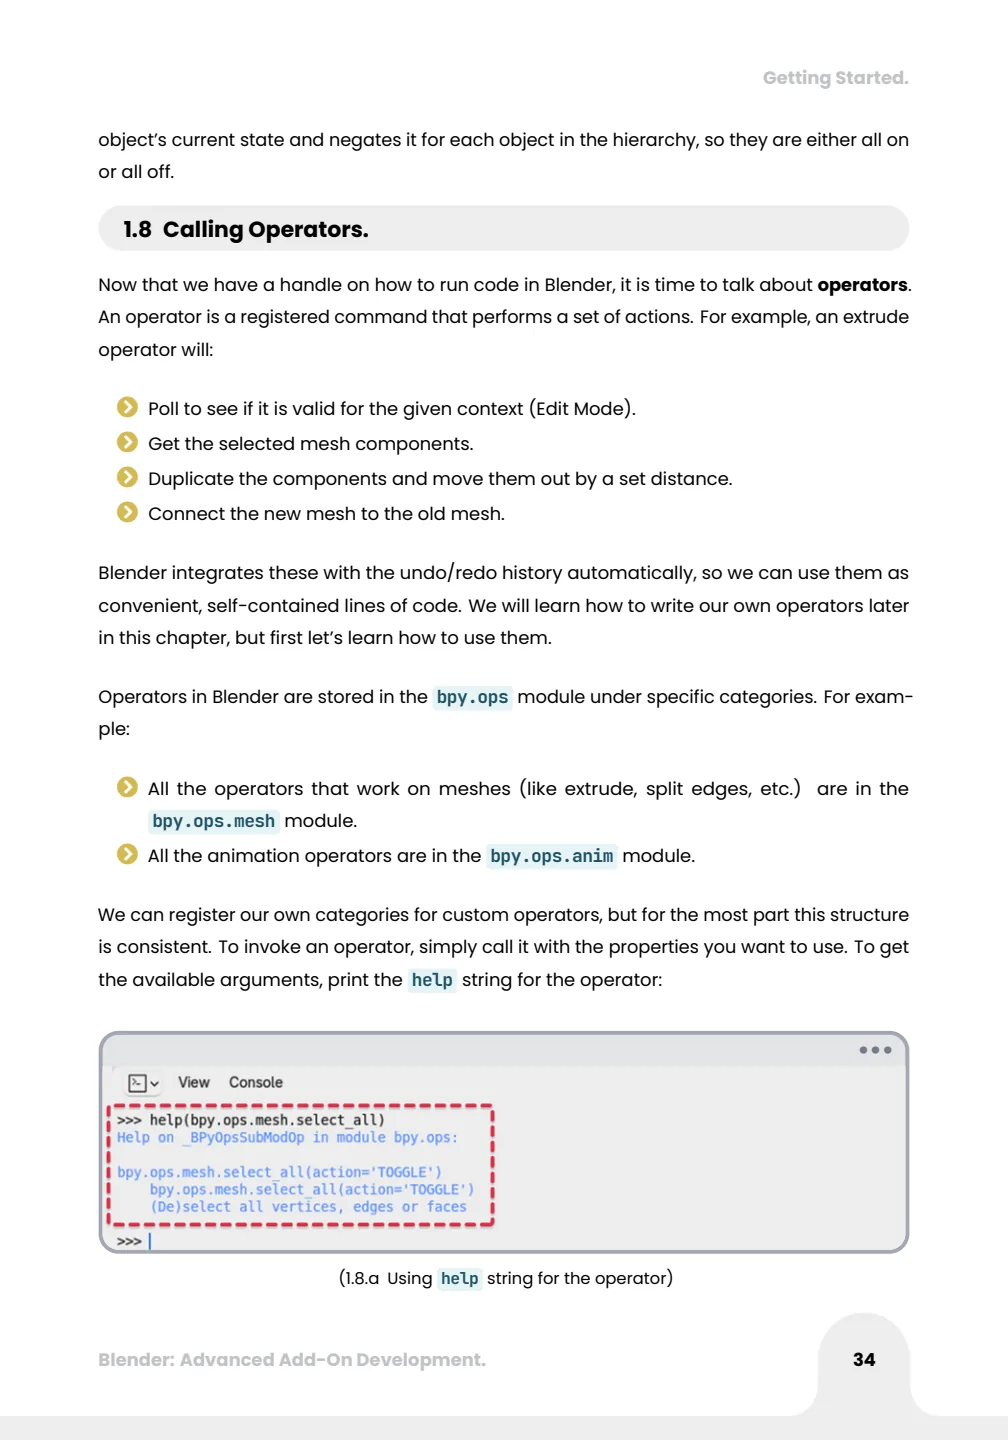 Getting Started.
object’s current state and negates it for each object in the hierarchy, so they are either all on
or all off.
1.8 Calling Operators.
Now that we have a handle on how to run code in Blender, it is time to talk about operators.
An operator is a registered command that performs a set of actions. For example, an extrude
operator will:
Poll to see if it is valid for the given context (Edit Mode).
Get the selected mesh components.
Duplicate the components and move them out by a set distance.
Connect the new mesh to the old mesh.
Blender integrates these with the undo/redo history automatically, so we can use them as
convenient, self-contained lines of code. We will learn how to write our own operators later
in this chapter, but first let’s learn how to use them.
Operators in Blender are stored in the bpy.ops module under specific categories. For exam-
ple:
All the operators that work on meshes (like extrude, split edges, etc.) are in the
bpy.ops.mesh module.
All the animation operators are in the bpy.ops.anim module.
We can register our own categories for custom operators, but for the most part this structure
is consistent. To invoke an operator, simply call it with the properties you want to use. To get
the available arguments, print the help string for the operator:
View Console
>>> help(bpy.ops.mesh.select_all)
Help on _BPyOpsSubModOp in module bpy.ops:
bpy.ops.mesh.select_all(action='TOGGLE')
bpy.ops.mesh.select_all(action='TOGGLE')
(De)select all vertices, edges or faces
>>>
(1.8.a Using help string for the operator)
Blender: Advanced Add-On Development.
34